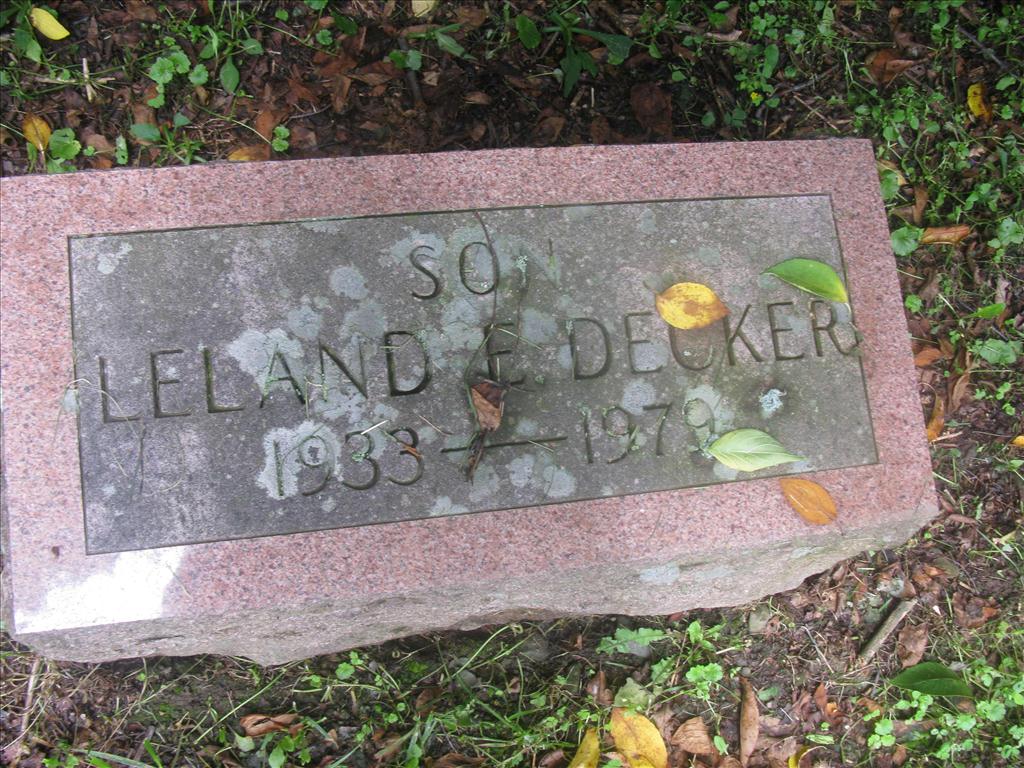 SON
LELAND E. DECKER
1933 — 1979